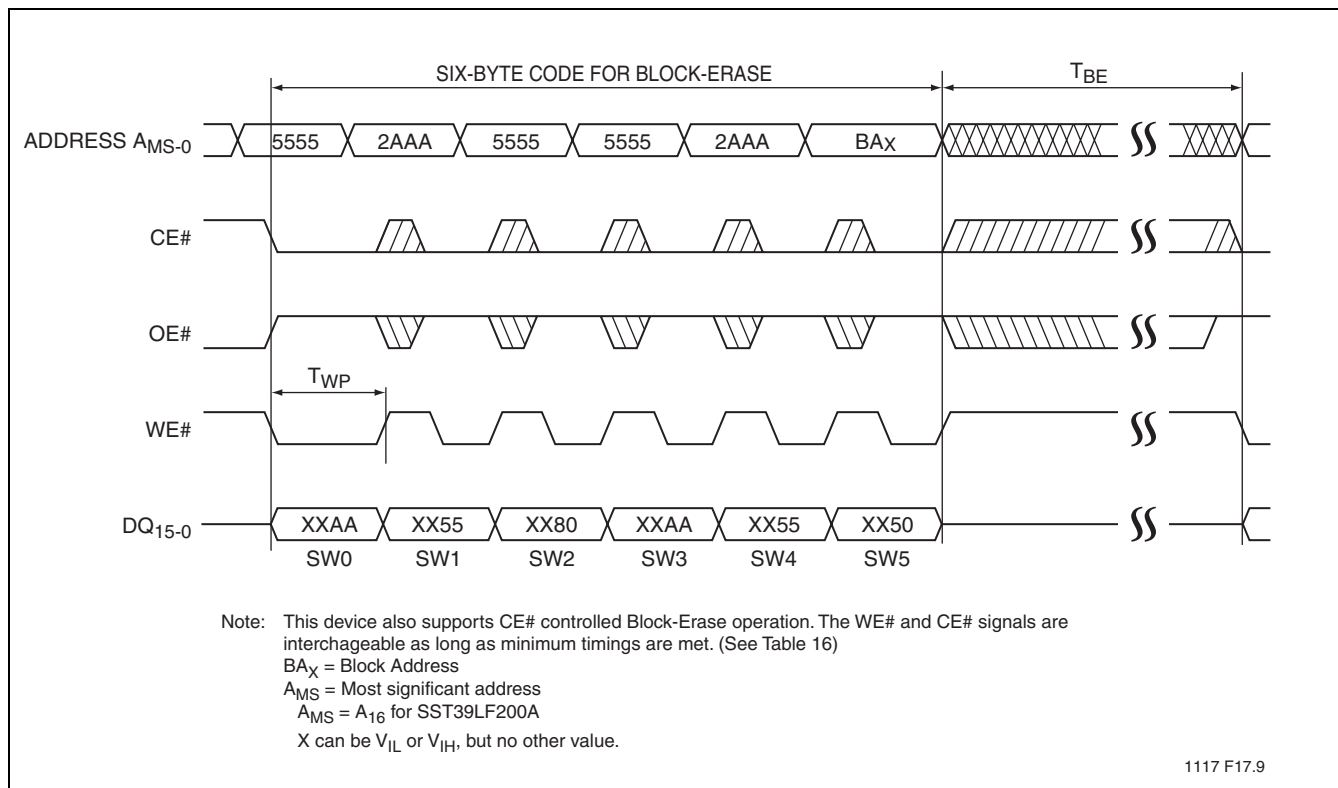 SIX-BYTE CODE FOR BLOCK-ERASE TBE
ADDRESS AMS-0 5555 2AAA 5555 5555 2AAA BAX
CE#
OE#
TWP
WE#
DQ15-0 XXAA XX55 XX80 XXAA XX55 XX50
SW0 SW1 SW2 SW3 SW4 SW5
Note: This device also supports CE# controlled Block-Erase operation. The WE# and CE# signals are
interchageable as long as minimum timings are met. (See Table 16)
BAX = Block Address
AMS = Most significant address
AMS = A16 for SST39LF200A
X can be VIL or VIH, but no other value.
1117 F17.9